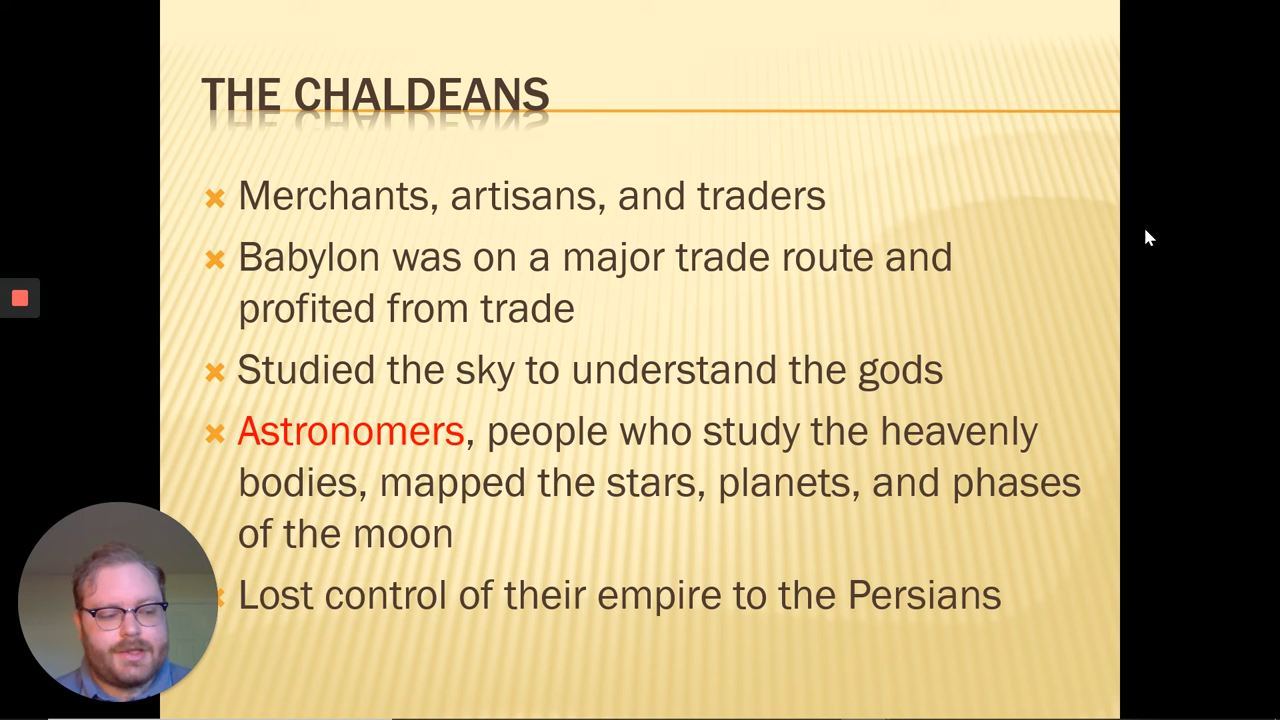 THE CHALDEANS
Merchants, artisans, and traders
Babylon was on a major trade route and
profited from trade
Studied the sky to understand the gods
Astronomers, people who study the heavenly
bodies, mapped the stars, planets, and phases
of the moon
Lost control of their empire to the Persians